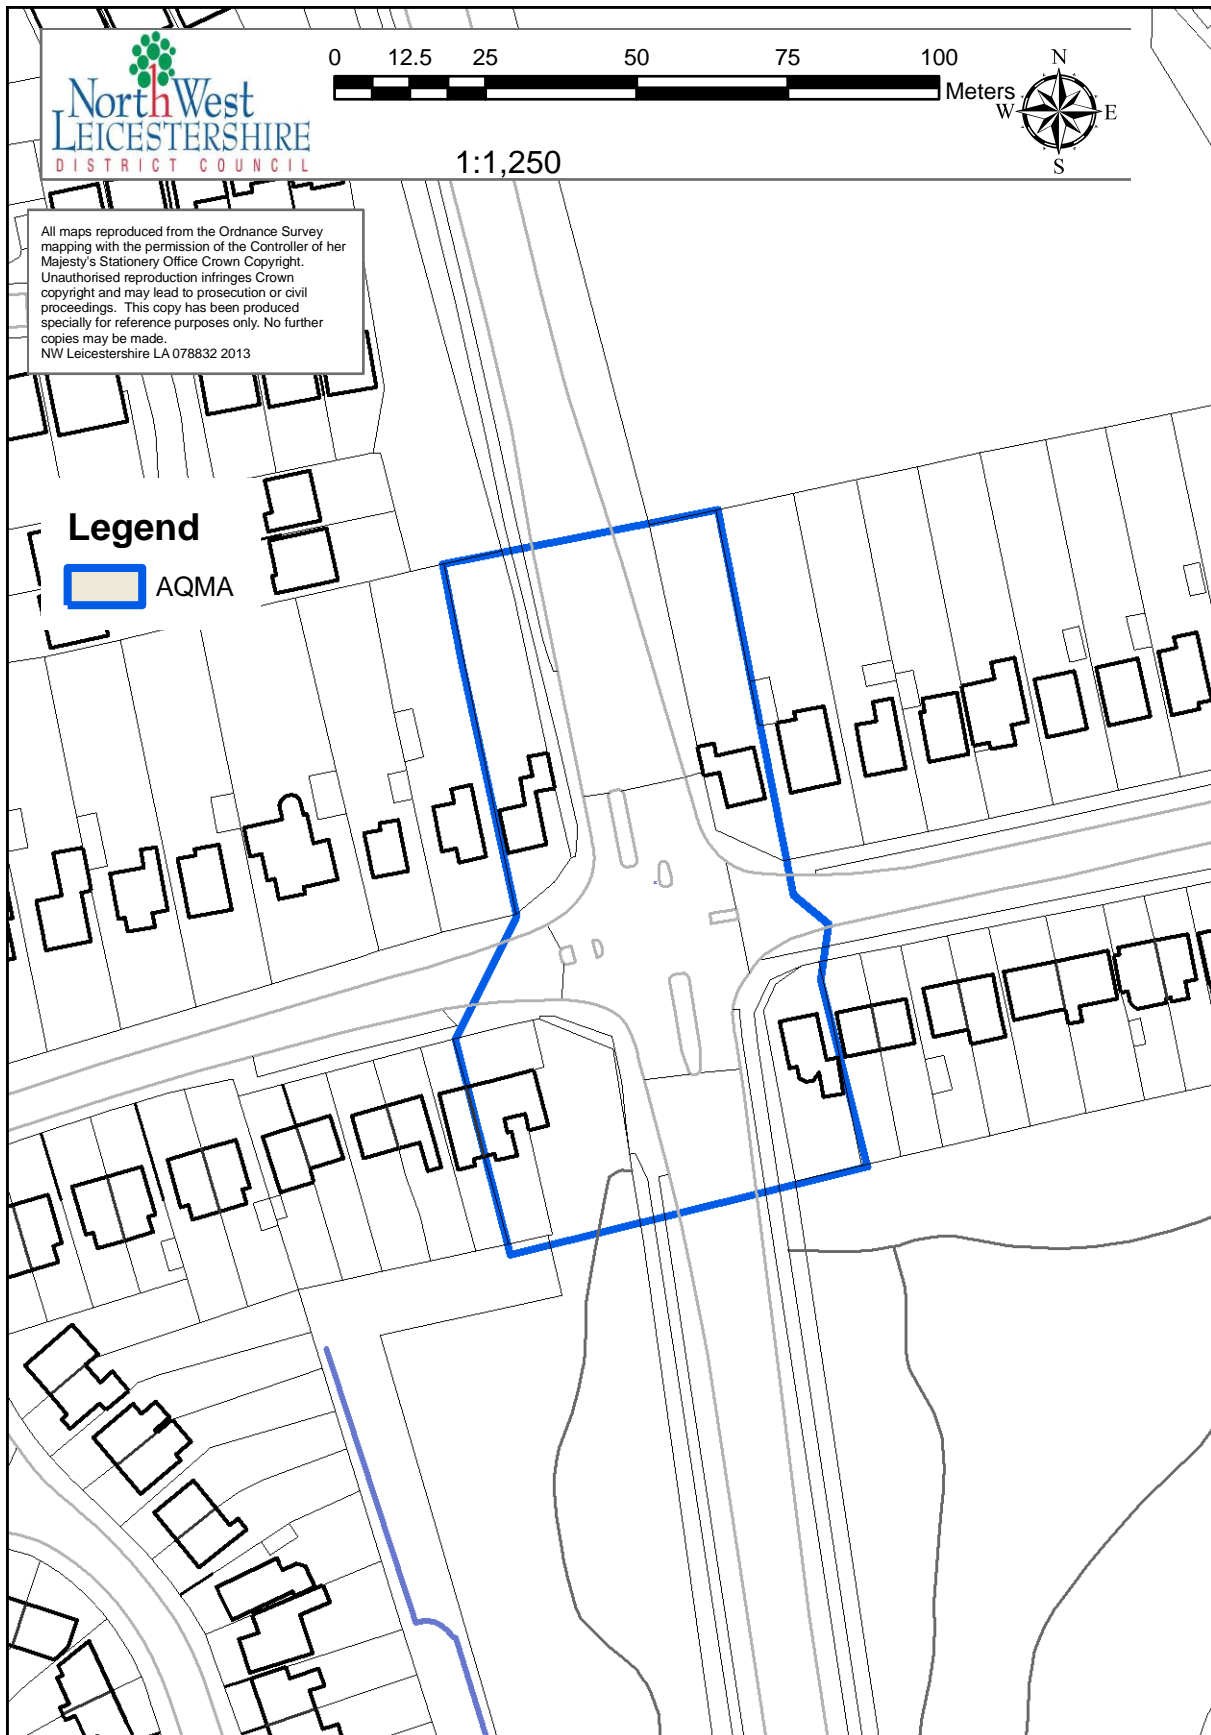 NorthWest
LEICESTERSHIRE
DISTRICT COUNCIL
0 12.5 25 50 75 100
Meters
1:1,250
N
W E
S
All maps reproduced from the Ordnance Survey
mapping with the permission of the Controller of her
Majesty's Stationery Office Crown Copyright.
Unauthorised reproduction infringes Crown
copyright and may lead to prosecution or civil
proceedings. This copy has been produced
specially for reference purposes only. No further
copies may be made.
NW Leicestershire LA 078832 2013
Legend
AQMA